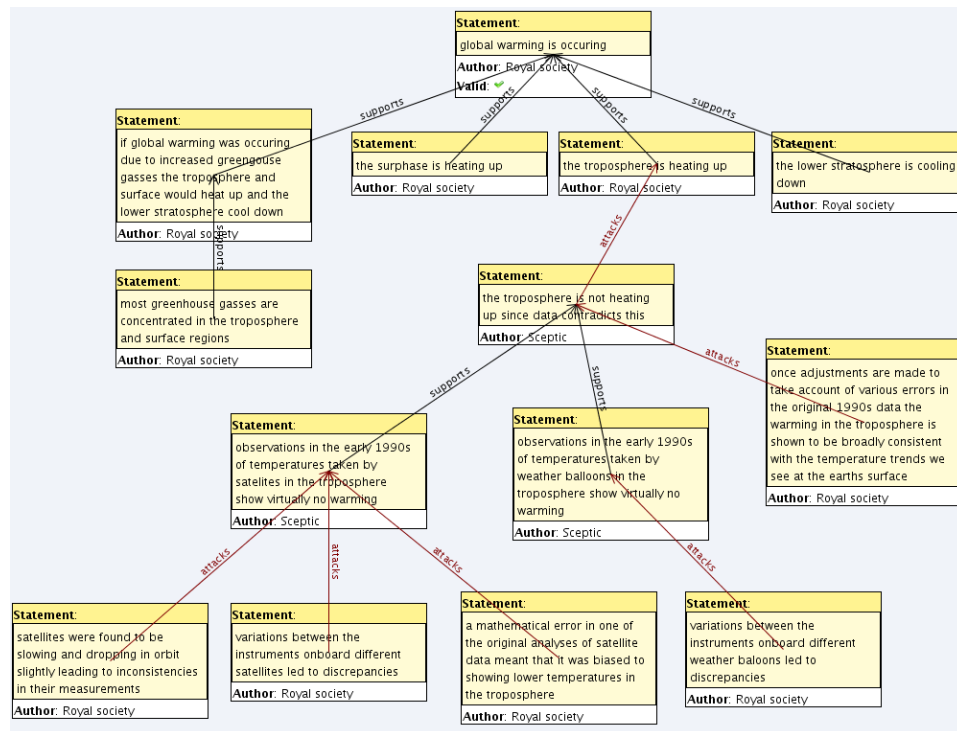 Statement:
global warming is occuring
Author: Royal society
Valid:
supports
supports
supports
supports
Statement:
if global warming was occuring
due to increased greengouse
gasses the troposphere and
surface would heat up and the
lower stratosphere cool down
Author: Royal society
Statement:
the surphase is heating up
Author: Royal society
Statement:
the troposphere is heating up
Author: Royal society
Statement:
the lower stratosphere is cooling
down
Author: Royal society
supports
attacks
Statement:
most greenhouse gasses are
concentrated in the troposphere
and surface regions
Author: Royal society
Statement:
the troposphere is not heating
up since data contradicts this
Author: Sceptic
attacks
supports
supports
Statement:
once adjustments are made to
take account of various errors in
the original 1990s data the
warming in the troposphere is
shown to be broadly consistent
with the temperature trends we
see at the earths surface
Author: Royal society
Statement:
observations in the early 1990s
of temperatures taken by
satelites in the troposphere
show virtually no warming
Author: Sceptic
Statement:
observations in the early 1990s
of temperatures taken by
weather balloons in the
troposphere show virtually no
warming
Author: Sceptic
attacks
attacks
attacks
attacks
Statement:
satellites were found to be
slowing and dropping in orbit
slightly leading to inconsistencies
in their measurements
Author: Royal society
Statement:
variations between the
instruments onboard different
satellites led to discrepancies
Author: Royal society
Statement:
a mathematical error in one of
the original analyses of satellite
data meant that it was biased to
showing lower temperatures in
the troposphere
Author: Royal society
Statement:
variations between the
instruments onboard different
weather baloons led to
discrepancies
Author: Royal society